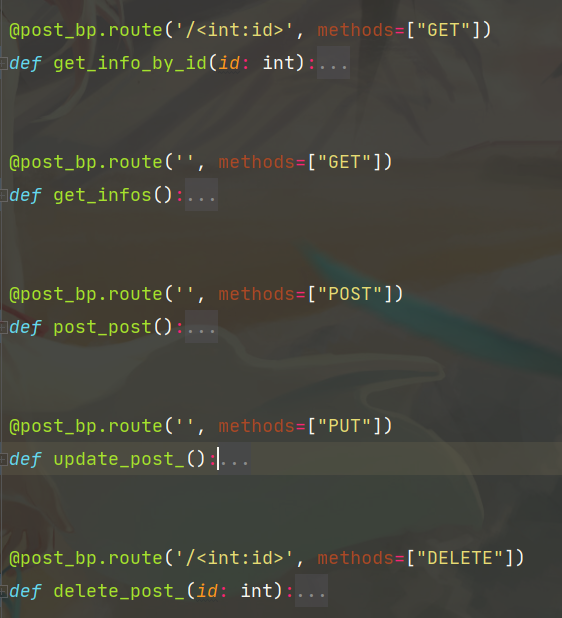 @post_bp.route('/<int:id>', methods=["GET"])
def get_info_by_id(id: int):...
@post_bp.route('', methods=["GET"])
def get_infos():...
@post_bp.route('', methods=["POST"])
def post_post():...
@post_bp.route('', methods=["PUT"])
def update_post_():...
@post_bp.route('/<int:id>', methods=["DELETE"])
def delete_post_(id: int):...